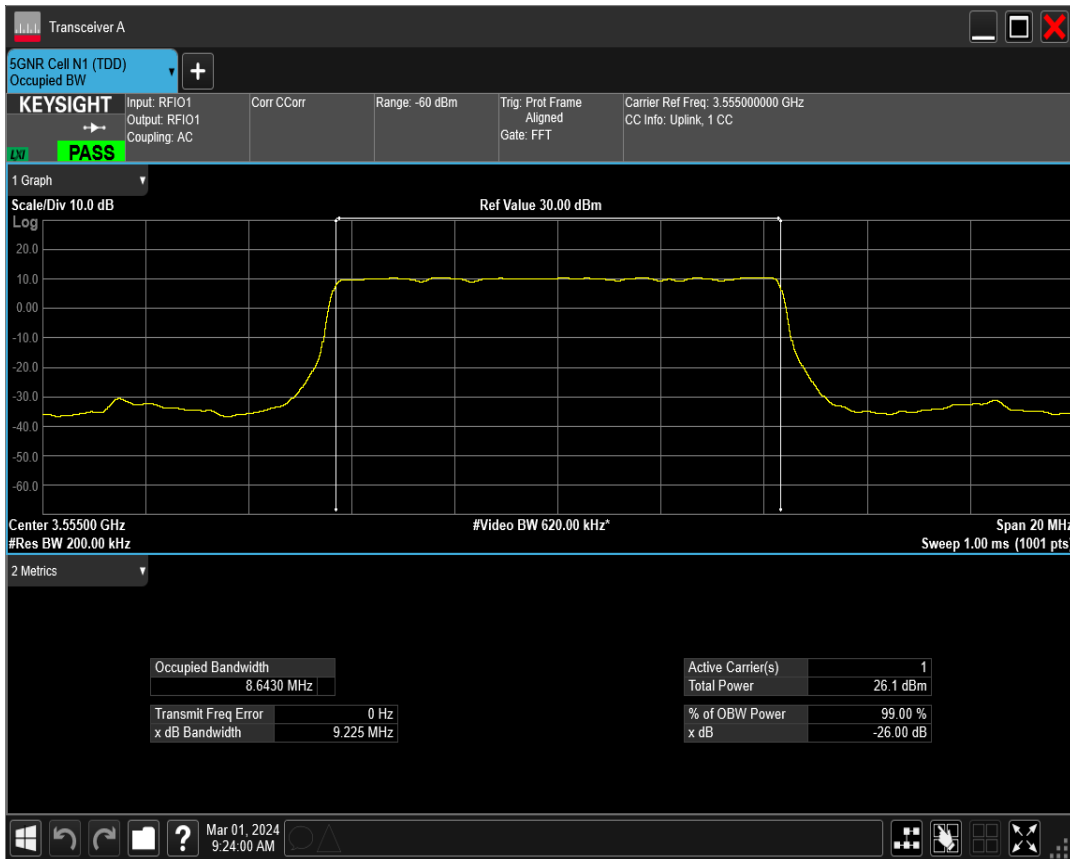 Transceiver A
5GNR Cell N1 (TDD)
Occupied BW
KEYSIGHT
LXI
PASS
Input: RFIO1
Output: RFIO1
Coupling: AC
Corr CCorr
Range: -60 dBm
Trig: Prot Frame
Aligned
Gate: FFT
Carrier Ref Freq: 3.555000000 GHz
CC Info: Uplink, 1 CC
1 Graph
Scale/Div 10.0 dB
Ref Value 30.00 dBm
Log
20.0
10.0
0.00
-10.0
-20.0
-30.0
-40.0
-50.0
-60.0
Center 3.55500 GHz
#Video BW 620.00 kHz*
Span 20 MHz
#Res BW 200.00 kHz
Sweep 1.00 ms (1001 pts)
2 Metrics
Occupied Bandwidth
8.6430 MHz
Transmit Freq Error 0 Hz
x dB Bandwidth 9.225 MHz
Active Carrier(s) 1
Total Power 26.1 dBm
% of OBW Power 99.00 %
x dB -26.00 dB
?
Mar 01, 2024
9:24:00 AM